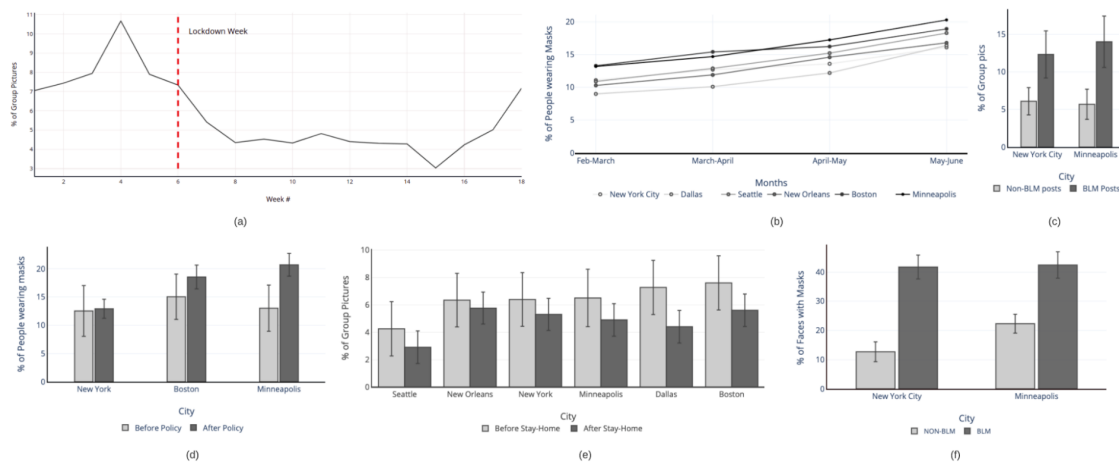 % of Group Pictures
11
10
9
8
7
6
5
4
3
Lockdown Week
2 4 6 8 10 12 14 16 18
Week #
(a)
% of People wearing Masks
20
15
10
5
0
Feb-March March-April April-May May-June
Months
New York City Dallas Seattle New Orleans Boston Minneapolis
(b)
% of Group pics
15
10
5
0
New York City Minneapolis
City
Non-BLM posts BLM Posts
(c)
% of People wearing masks
20
15
10
5
0
New York Boston Minneapolis
City
Before Policy After Policy
(d)
% of Group Pictures
10
8
6
4
2
0
Seattle New Orleans New York Minneapolis Dallas Boston
City
Before Stay-Home After Stay-Home
(e)
% of Faces with Masks
40
30
20
10
0
New York City Minneapolis
City
NON-BLM BLM
(f)